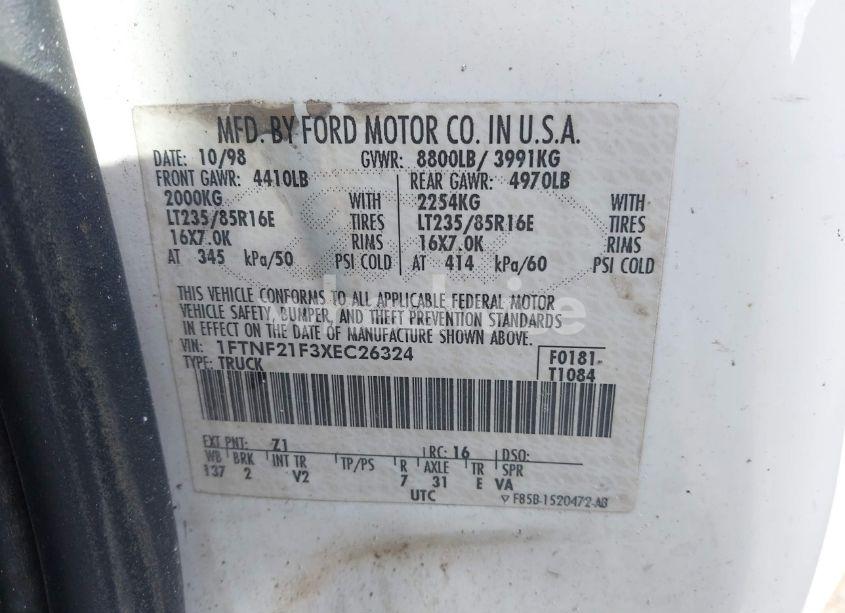 MFD. BY FORD MOTOR CO. IN U.S.A.
DATE: 10/98 GVWR: 8800LB/ 3991KG
FRONT GAWR: 4410LB REAR GAWR: 4970LB
2000KG WITH 2254KG WITH
LT235/85R16E TIRES LT235/85R16E TIRES
16X7.0K RIMS 16X7.0K RIMS
AT 345 kPa/50 PSI COLD AT 414 kPa/60 PSI COLD
THIS VEHICLE CONFORMS TO ALL APPLICABLE FEDERAL MOTOR
VEHICLE SAFETY, BUMPER, AND THEFT PREVENTION STANDARDS
IN EFFECT ON THE DATE OF MANUFACTURE SHOWN ABOVE.
VIN: 1FTNF21F3XEC26324 F0181
TYPE: TRUCK T1084
EXT PNT: Z1 RC: 16 DSO:
WB BRK INT TR TP/PS R AXLE TR SPR
137 2 V2 7 31 E VA
UTC F85B-1520472-AB